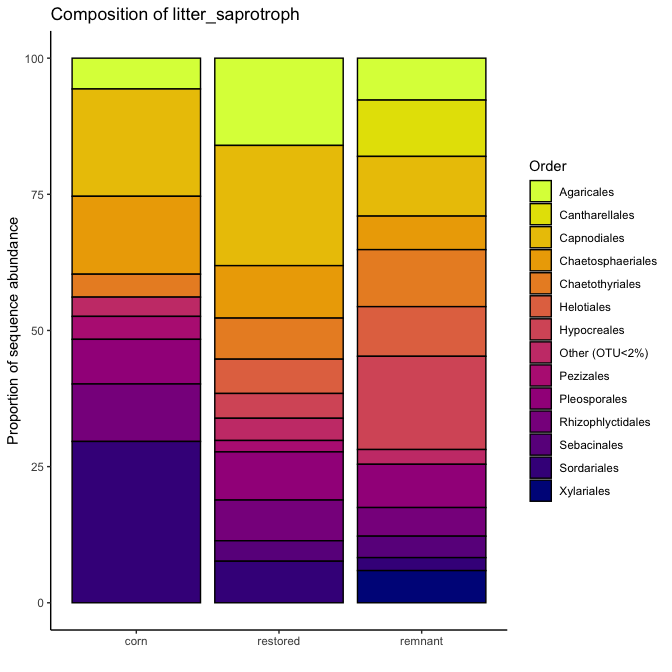 Composition of litter_saprotroph
Proportion of sequence abundance
100
75
50
25
0
corn
restored
remnant
Order
Agaricales
Cantharellales
Capnodiales
Chaetosphaeriales
Chaetothyriales
Helotiales
Hypocreales
Other (OTU<2%)
Pezizales
Pleosporales
Rhizophlyctidales
Sebacinales
Sordariales
Xylariales